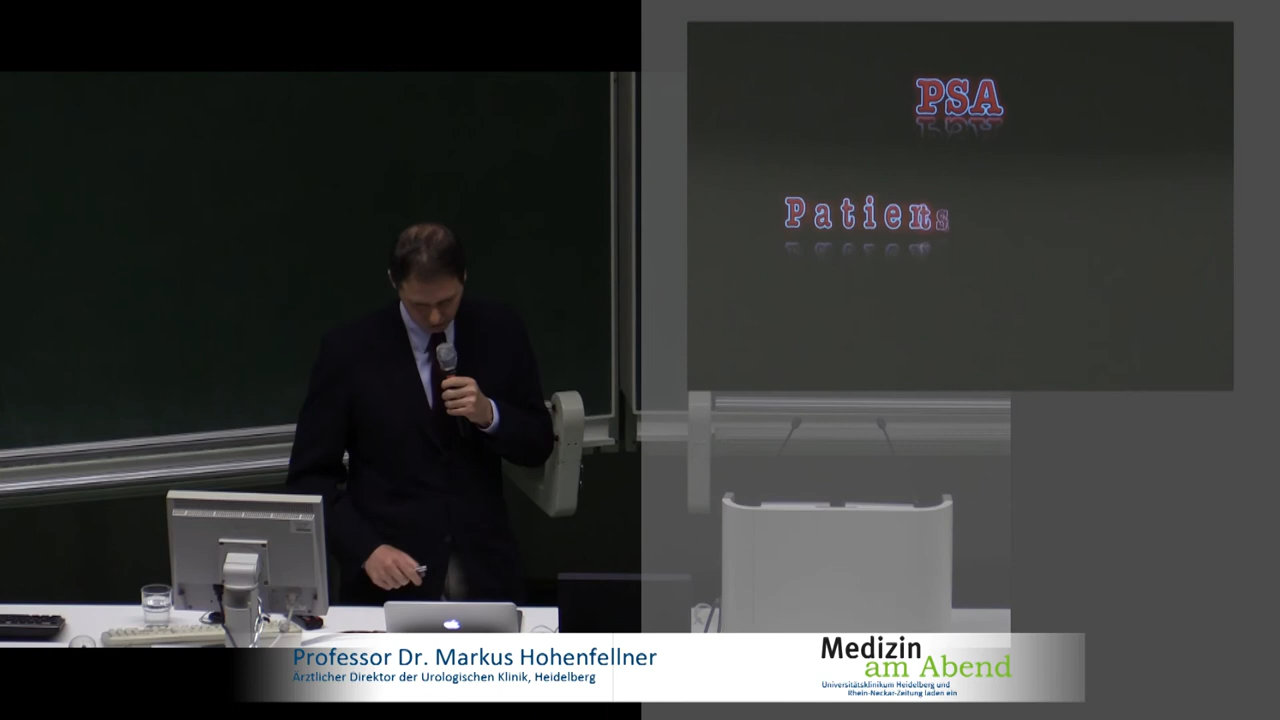 PSA
Professor Dr. Markus Hohenfellner
Ärztlicher Direktor der Urologischen Klinik, Heidelberg
Medizin
am Abend
Universitätsklinikum Heidelberg und
Rhein-Neckar-Zeitung laden ein